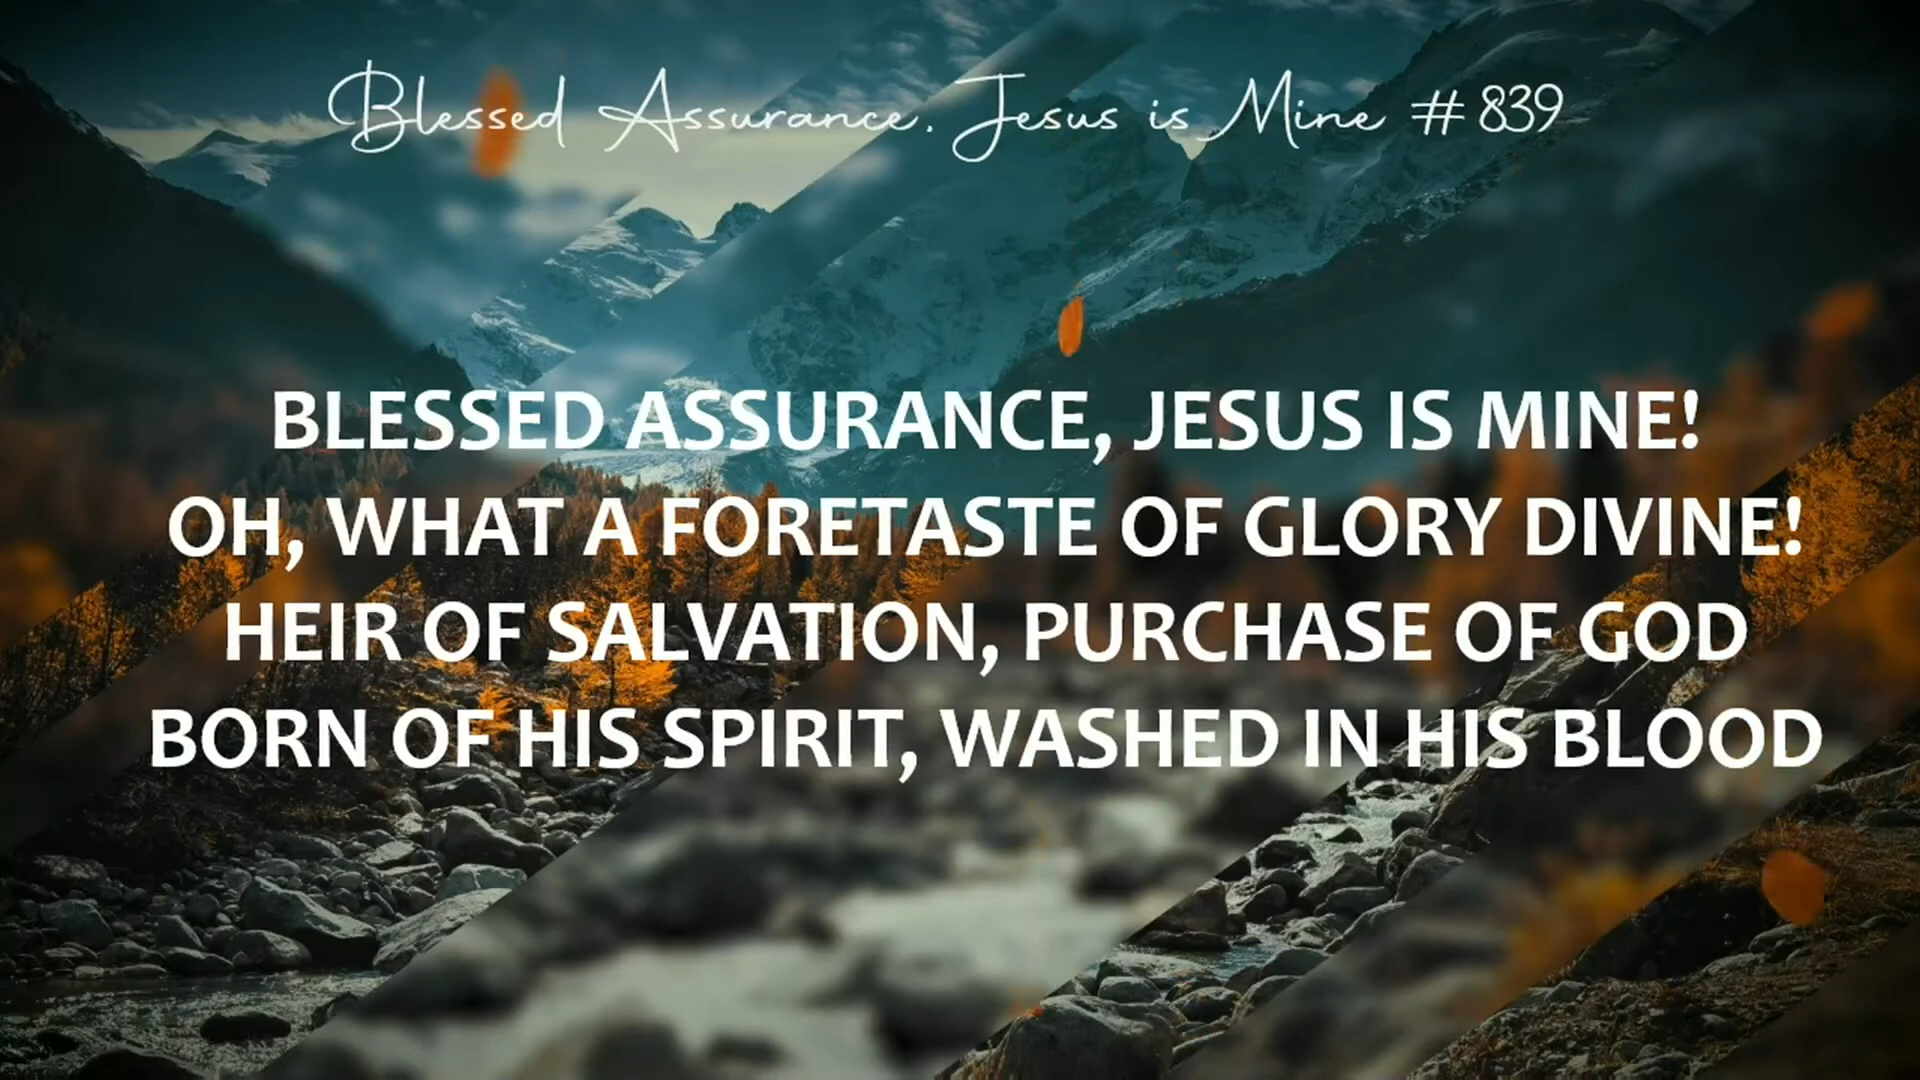 Blessed Assurance, Jesus is Mine # 839
BLESSED ASSURANCE, JESUS IS MINE!
OH, WHAT A FORETASTE OF GLORY DIVINE!
HEIR OF SALVATION, PURCHASE OF GOD
BORN OF HIS SPIRIT, WASHED IN HIS BLOOD